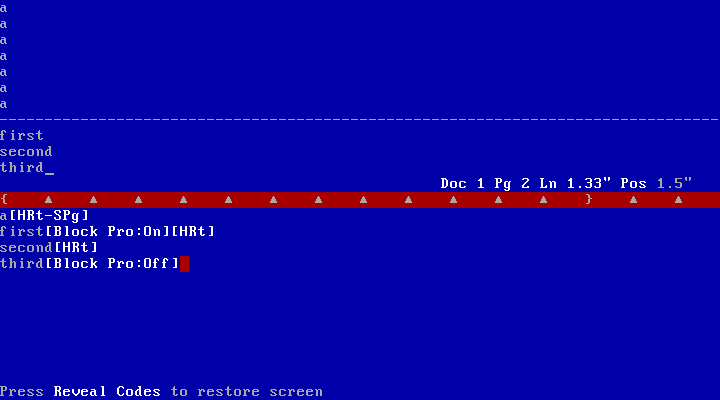 a
a
a
a
a
a
a
first
second
third_
Doc 1 Pg 2 Ln 1.33" Pos 1.5"
{ ▲ ▲ ▲ ▲ ▲ ▲ ▲ ▲ ▲ ▲ ▲ ▲ } ▲ ▲
a[HRt-SPg]
first[Block Pro:On][HRt]
second[HRt]
third[Block Pro:Off]
Press Reveal Codes to restore screen